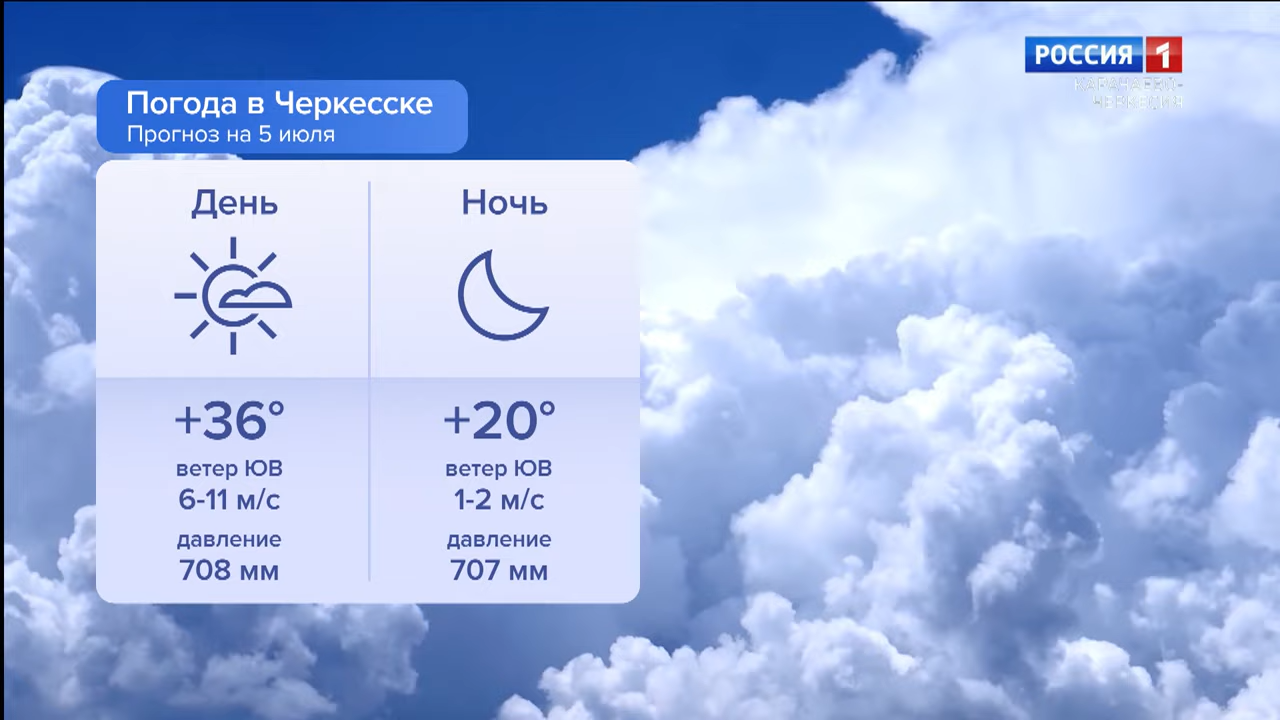 РОССИЯ 1
КАРАЧАЕВО-
ЧЕРКЕСИЯ
Погода в Черкесске
Прогноз на 5 июля
День
Ночь
+36°
+20°
ветер ЮВ
ветер ЮВ
6-11 м/с
1-2 м/с
давление
давление
708 мм
707 мм